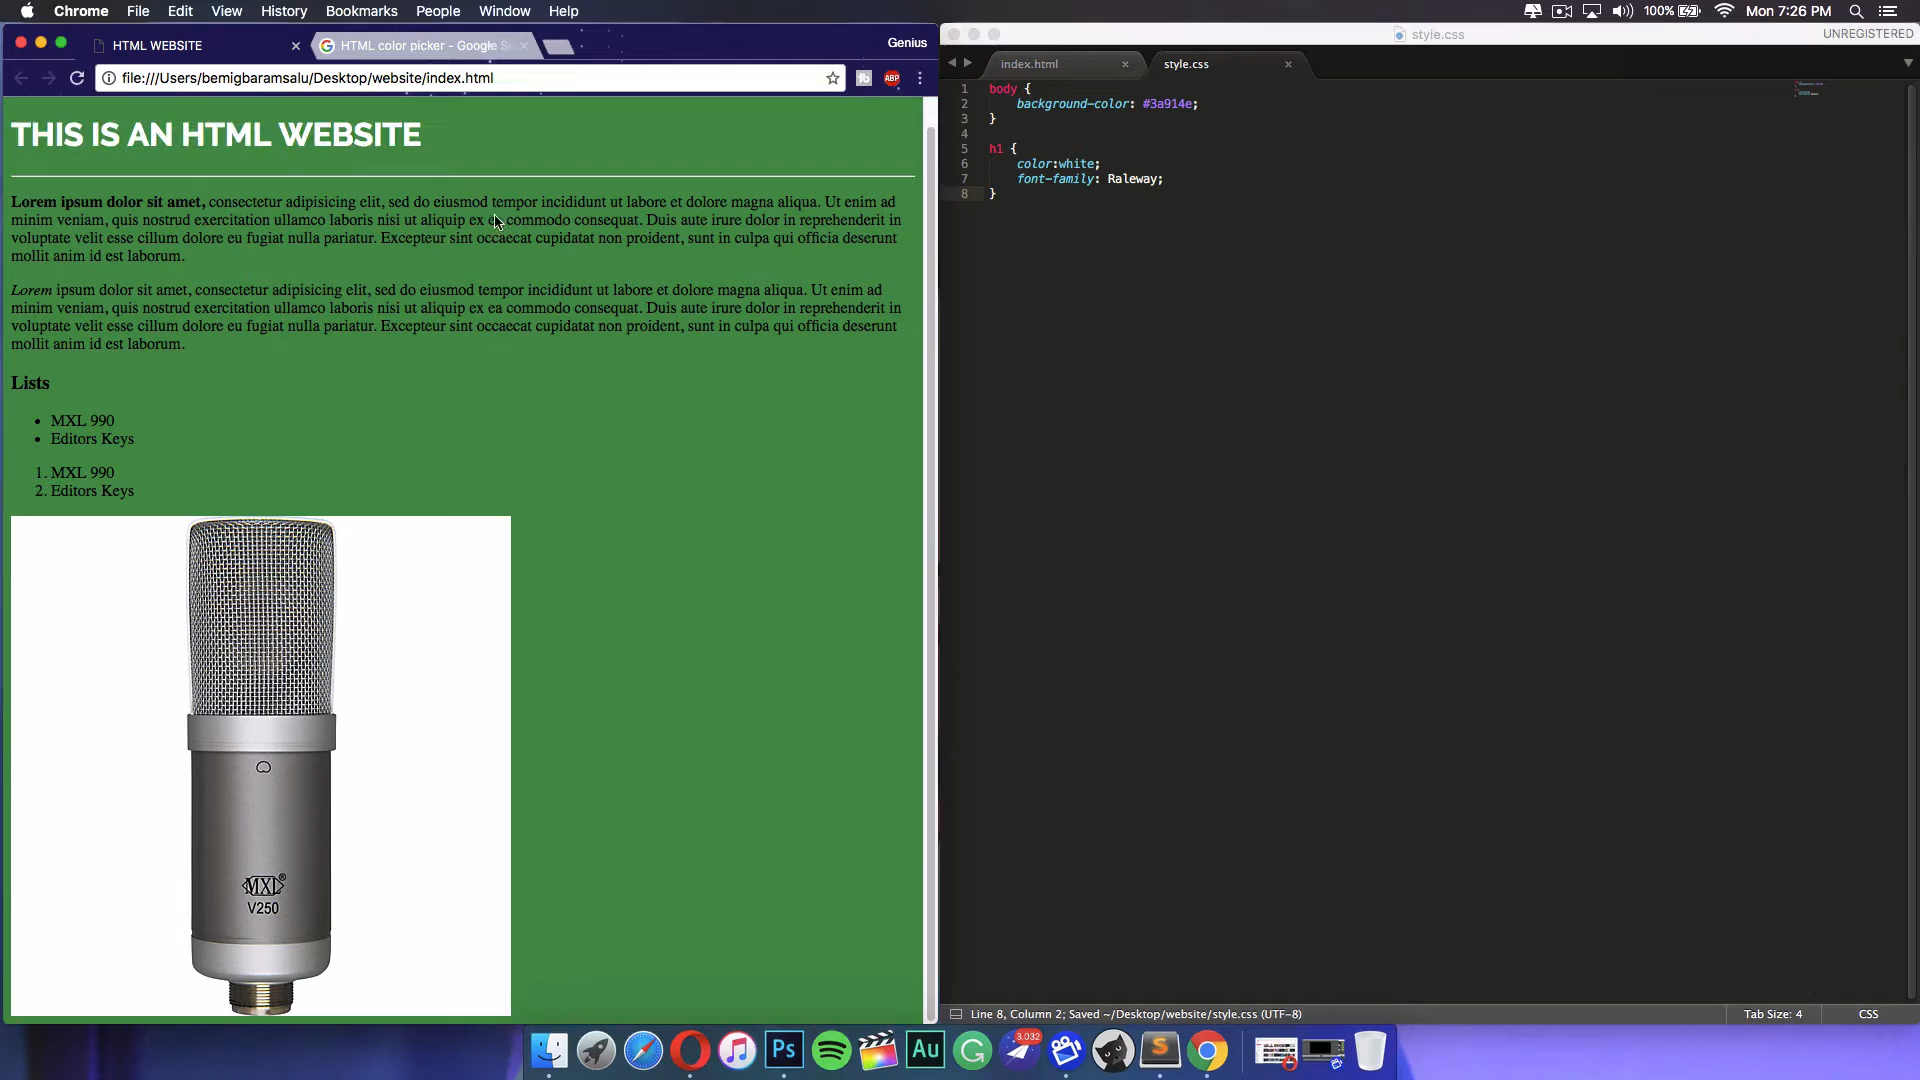 Chrome File Edit View History Bookmarks People Window Help
100% Mon 7:26 PM
HTML WEBSITE
HTML color picker - Google S
Genius
file:///Users/bemigbaramsalu/Desktop/website/index.html
ABP
THIS IS AN HTML WEBSITE
Lorem ipsum dolor sit amet, consectetur adipisicing elit, sed do eiusmod tempor incididunt ut labore et dolore magna aliqua. Ut enim ad
minim veniam, quis nostrud exercitation ullamco laboris nisi ut aliquip ex ea commodo consequat. Duis aute irure dolor in reprehenderit in
voluptate velit esse cillum dolore eu fugiat nulla pariatur. Excepteur sint occaecat cupidatat non proident, sunt in culpa qui officia deserunt
mollit anim id est laborum.
Lorem ipsum dolor sit amet, consectetur adipisicing elit, sed do eiusmod tempor incididunt ut labore et dolore magna aliqua. Ut enim ad
minim veniam, quis nostrud exercitation ullamco laboris nisi ut aliquip ex ea commodo consequat. Duis aute irure dolor in reprehenderit in
voluptate velit esse cillum dolore eu fugiat nulla pariatur. Excepteur sint occaecat cupidatat non proident, sunt in culpa qui officia deserunt
mollit anim id est laborum.
Lists
• MXL 990
• Editors Keys
1. MXL 990
2. Editors Keys
MXL®
V250
style.css
UNREGISTERED
index.html
style.css
1 body {
2 background-color: #3a914e;
3 }
4
5 h1 {
6 color:white;
7 font-family: Raleway;
8 }
Line 8, Column 2; Saved ~/Desktop/website/style.css (UTF-8)
Tab Size: 4
CSS
Ps
Au
3,032